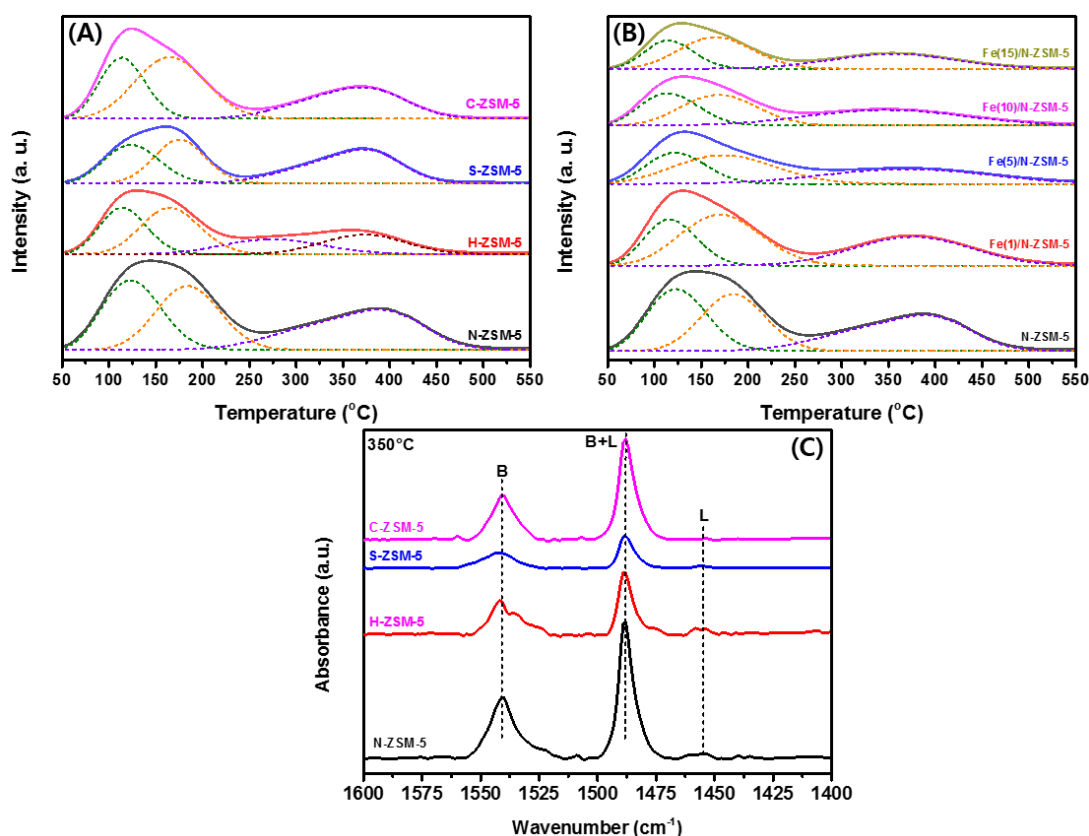 (A)
C-ZSM-5
S-ZSM-5
H-ZSM-5
N-ZSM-5
Intensity (a. u.)
50 100 150 200 250 300 350 400 450 500 550
Temperature (°C)
(B)
Fe(15)/N-ZSM-5
Fe(10)/N-ZSM-5
Fe(5)/N-ZSM-5
Fe(1)/N-ZSM-5
N-ZSM-5
Intensity (a. u.)
50 100 150 200 250 300 350 400 450 500 550
Temperature (°C)
350°C
B
B+L
(C)
L
C-ZSM-5
S-ZSM-5
H-ZSM-5
N-ZSM-5
Absorbance (a.u.)
1600 1575 1550 1525 1500 1475 1450 1425 1400
Wavenumber (cm⁻¹)